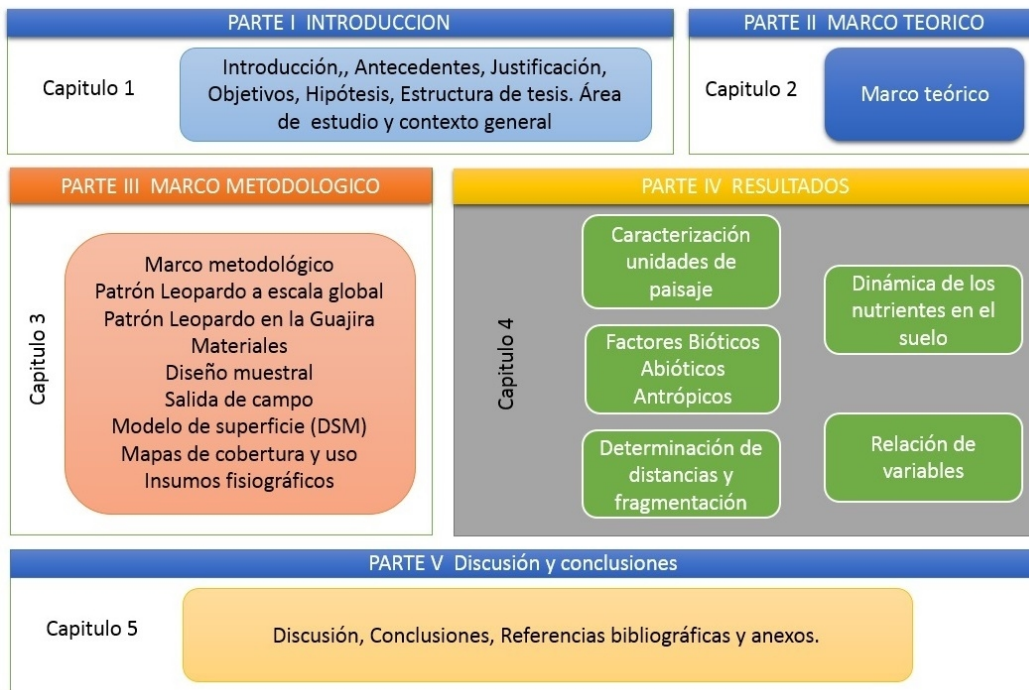 PARTE I INTRODUCCION
Capitulo 1
Introducción,, Antecedentes, Justificación,
Objetivos, Hipótesis, Estructura de tesis. Área
de estudio y contexto general
PARTE II MARCO TEORICO
Capitulo 2
Marco teórico
PARTE III MARCO METODOLOGICO
Capitulo 3
Marco metodológico
Patrón Leopardo a escala global
Patrón Leopardo en la Guajira
Materiales
Diseño muestral
Salida de campo
Modelo de superficie (DSM)
Mapas de cobertura y uso
Insumos fisiográficos
PARTE IV RESULTADOS
Capitulo 4
Caracterización
unidades de
paisaje
Factores Bióticos
Abióticos
Antrópicos
Determinación de
distancias y
fragmentación
Dinámica de los
nutrientes en el
suelo
Relación de
variables
PARTE V Discusión y conclusiones
Capitulo 5
Discusión, Conclusiones, Referencias bibliográficas y anexos.